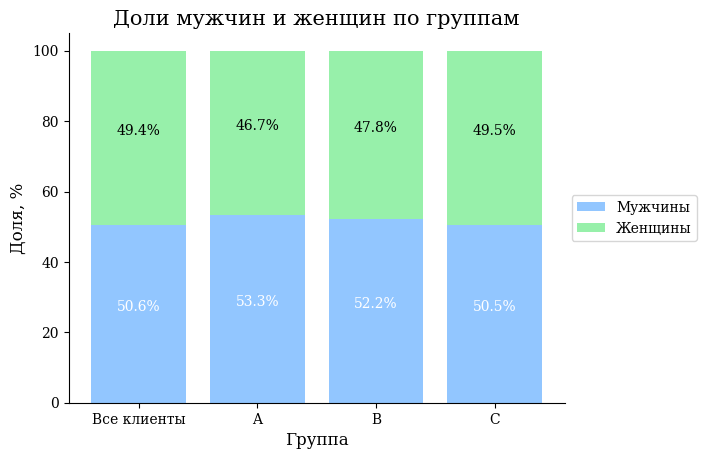 Доли мужчин и женщин по группам
100
80
60
40
20
0
Доля, %
49.4%
46.7%
47.8%
49.5%
50.6%
53.3%
52.2%
50.5%
Мужчины
Женщины
Все клиенты
A
B
C
Группа